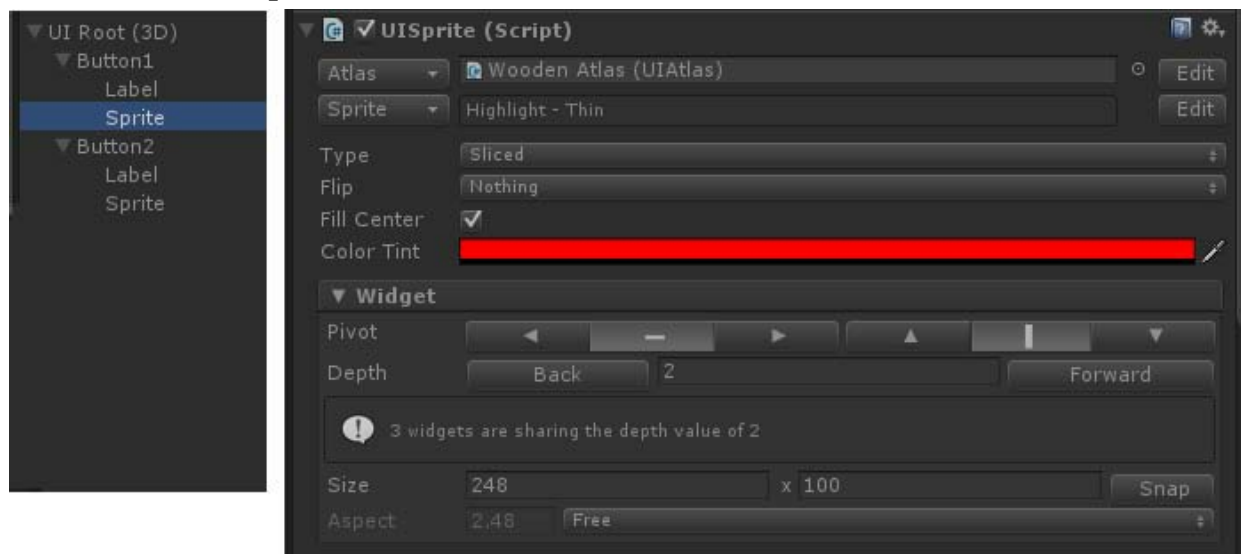 UI Root (3D)
Button1
Label
Sprite
Button2
Label
Sprite
UISprite (Script)
Atlas Wooden Atlas (UIAtlas) Edit
Sprite Highlight - Thin Edit
Type Sliced
Flip Nothing
Fill Center
Color Tint
Widget
Pivot
Depth Back 2 Forward
3 widgets are sharing the depth value of 2
Size 248 x 100 Snap
Aspect 2.48 Free